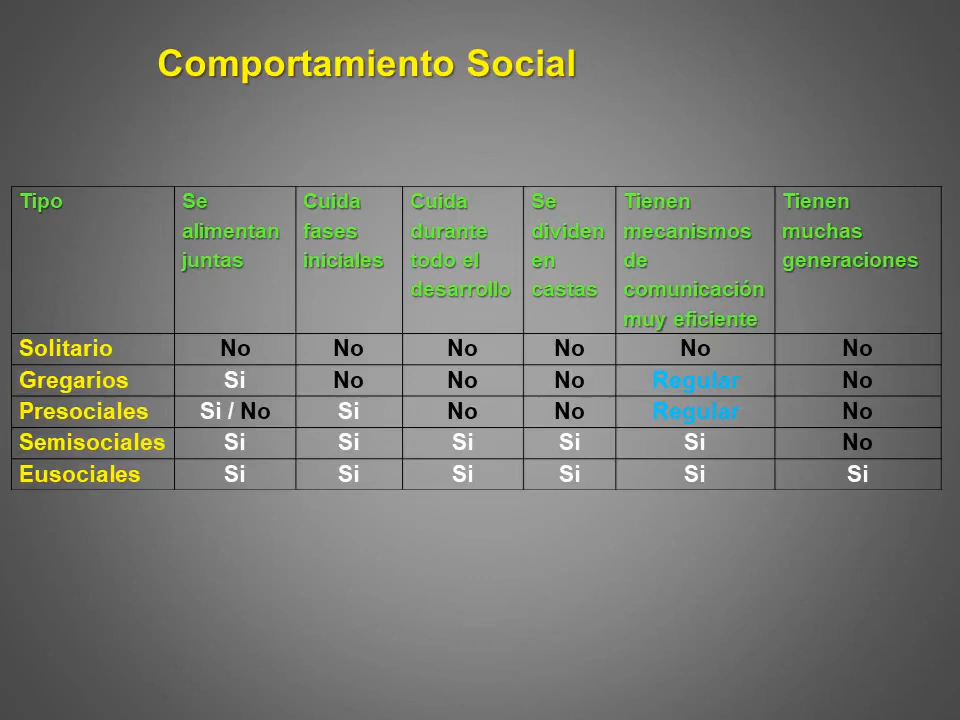 Comportamiento Social
Tipo
Se
alimentan
juntas
Cuida
fases
iniciales
Cuida
durante
todo el
desarrollo
Se
dividen
en
castas
Tienen
mecanismos
de
comunicación
muy eficiente
Tienen
muchas
generaciones
Solitario No No No No No No
Gregarios Si No No No Regular No
Presociales Si / No Si No No Regular No
Semisociales Si Si Si Si Si No
Eusociales Si Si Si Si Si Si